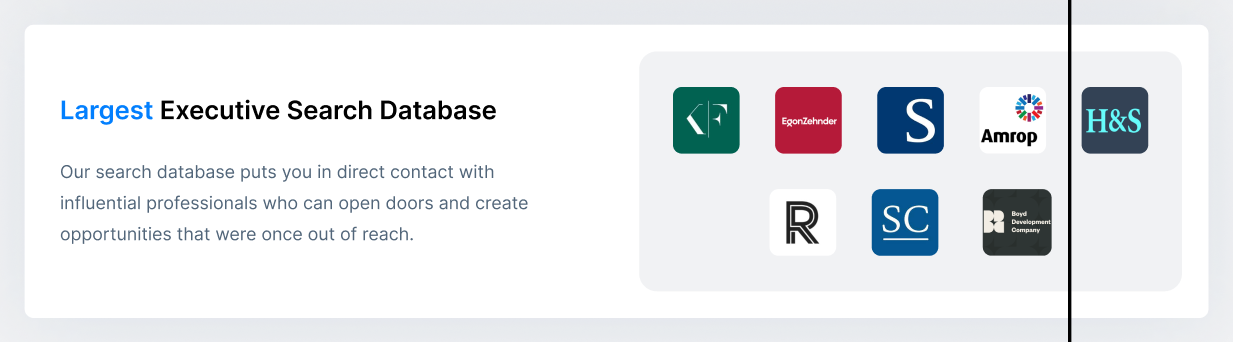 Largest Executive Search Database
Our search database puts you in direct contact with
influential professionals who can open doors and create
opportunities that were once out of reach.
KF
EgonZehnder
S
Amrop
H&S
R
SC
Boyd
Development
Company